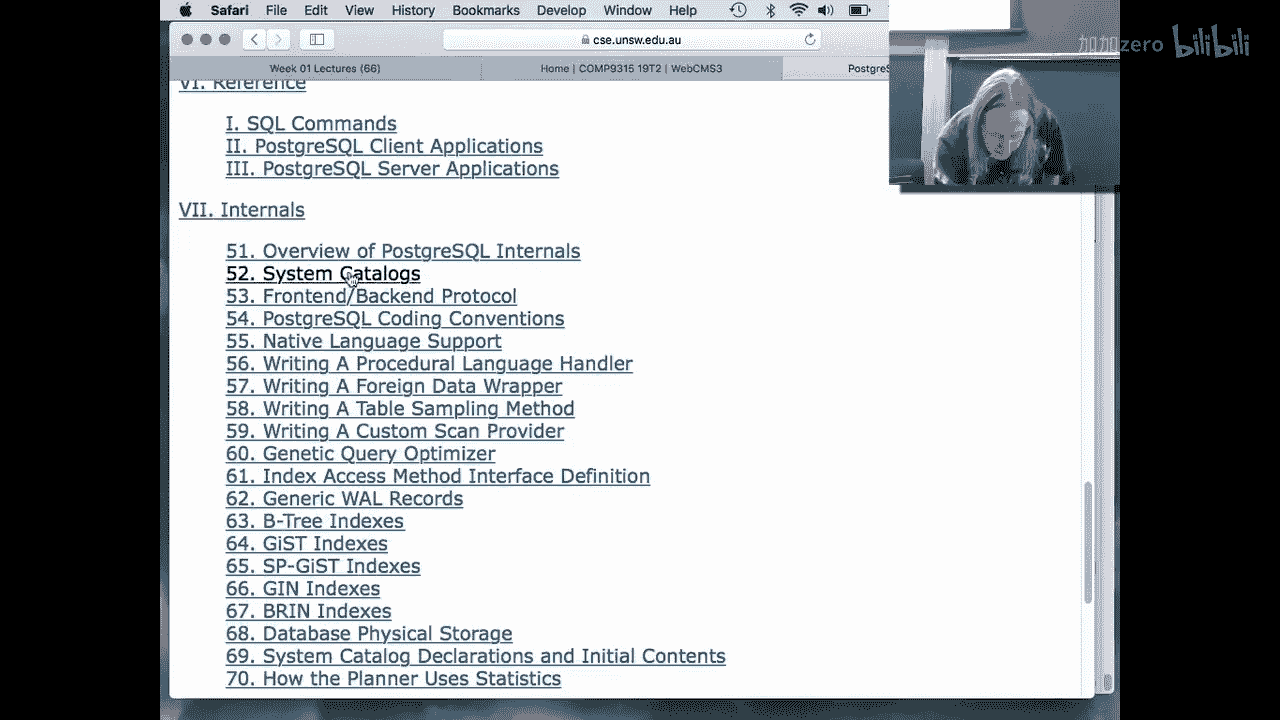 Safari File Edit View History Bookmarks Develop Window Help
加加zero bilibili
cse.unsw.edu.au
Week 01 Lectures (66)
Home | COMP9315 19T2 | WebCMS3
PostgreS
VI. Reference
I. SQL Commands
II. PostgreSQL Client Applications
III. PostgreSQL Server Applications
VII. Internals
51. Overview of PostgreSQL Internals
52. System Catalogs
53. Frontend/Backend Protocol
54. PostgreSQL Coding Conventions
55. Native Language Support
56. Writing A Procedural Language Handler
57. Writing A Foreign Data Wrapper
58. Writing A Table Sampling Method
59. Writing A Custom Scan Provider
60. Genetic Query Optimizer
61. Index Access Method Interface Definition
62. Generic WAL Records
63. B-Tree Indexes
64. GiST Indexes
65. SP-GiST Indexes
66. GIN Indexes
67. BRIN Indexes
68. Database Physical Storage
69. System Catalog Declarations and Initial Contents
70. How the Planner Uses Statistics